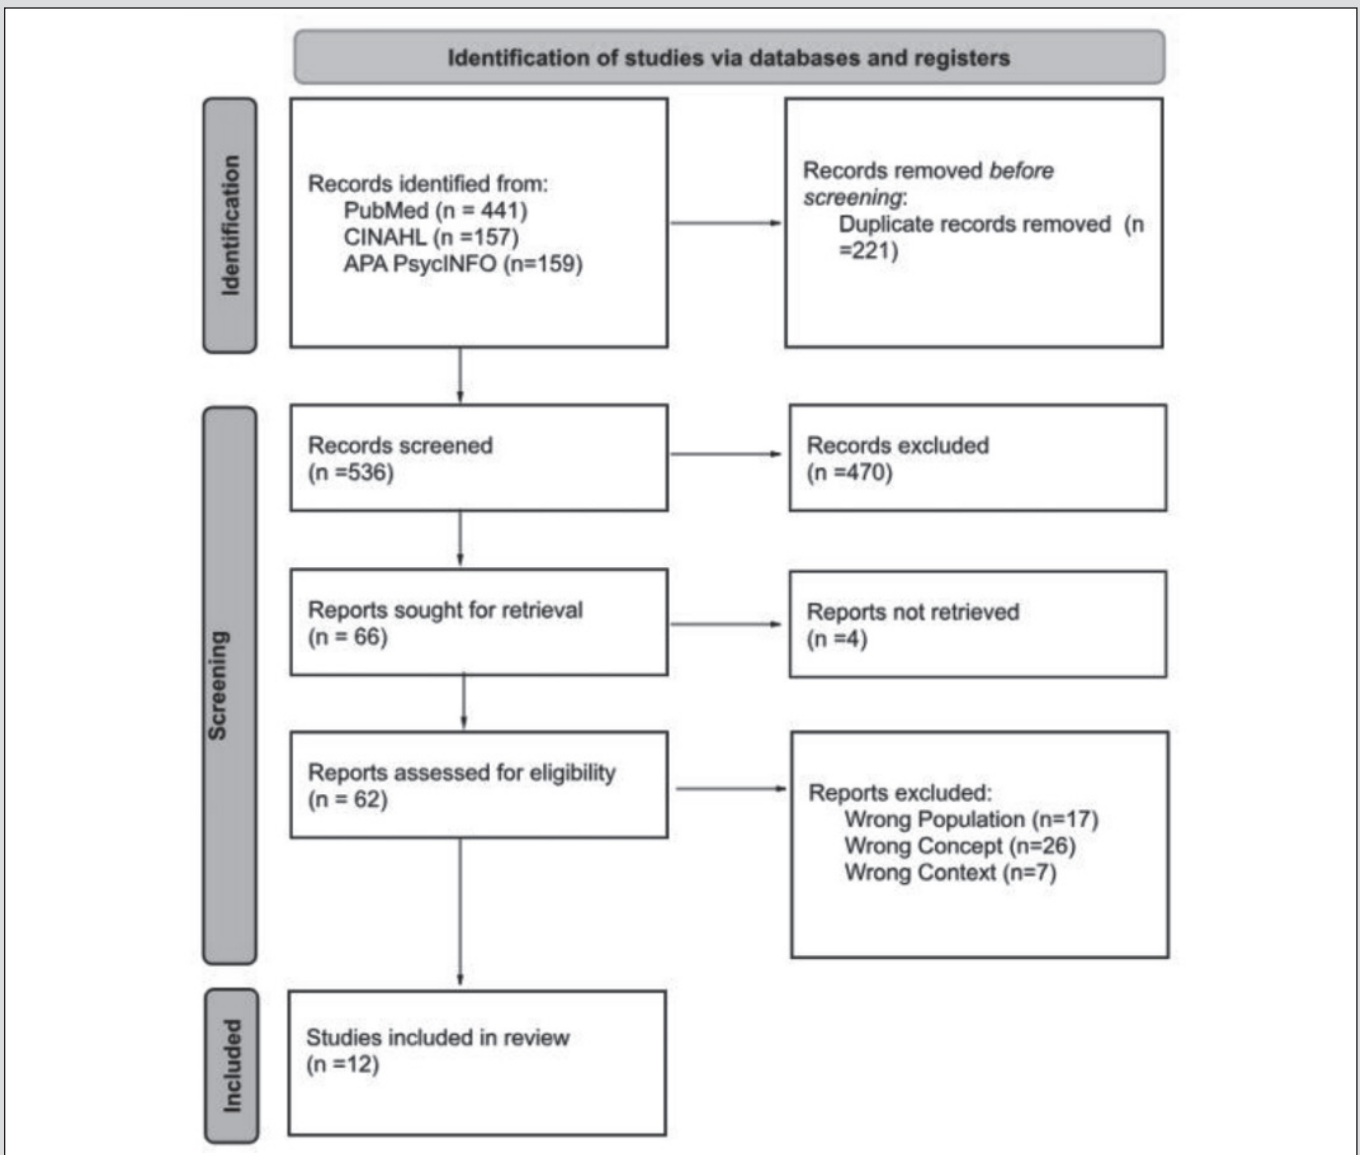 Identification of studies via databases and registers
Identification
Records identified from:
PubMed (n = 441)
CINAHL (n =157)
APA PsycINFO (n=159)
Records removed before
screening:
Duplicate records removed (n
=221)
Screening
Records screened
(n =536)
Records excluded
(n =470)
Reports sought for retrieval
(n = 66)
Reports not retrieved
(n =4)
Reports assessed for eligibility
(n = 62)
Reports excluded:
Wrong Population (n=17)
Wrong Concept (n=26)
Wrong Context (n=7)
Included
Studies included in review
(n =12)